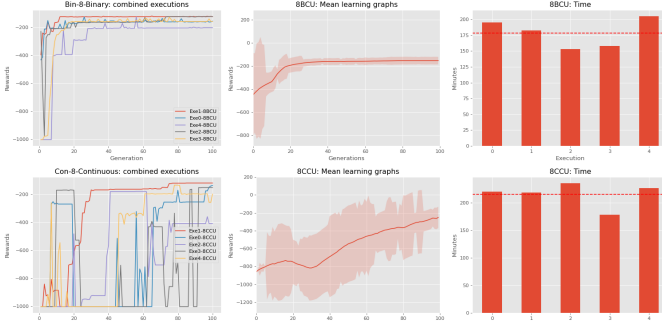 Bin-8-Binary: combined executions
Rewards
0
−200
−400
−600
−800
−1000
0 20 40 60 80 100
Generation
Exe1-8BCU
Exe0-8BCU
Exe4-8BCU
Exe2-8BCU
Exe3-8BCU
8BCU: Mean learning graphs
Rewards
200
0
−200
−400
−600
−800
0 20 40 60 80 100
Generations
8BCU: Time
Minutes
200
175
150
125
100
75
50
25
0
0 1 2 3 4
Execution
Con-8-Continuous: combined executions
Rewards
−200
−400
−600
−800
−1000
0 20 40 60 80 100
Exe1-8CCU
Exe0-8CCU
Exe2-8CCU
Exe3-8CCU
Exe4-8CCU
8CCU: Mean learning graphs
Rewards
200
0
−200
−400
−600
−800
−1000
−1200
0 20 40 60 80 100
8CCU: Time
Minutes
200
150
100
50
0
0 1 2 3 4